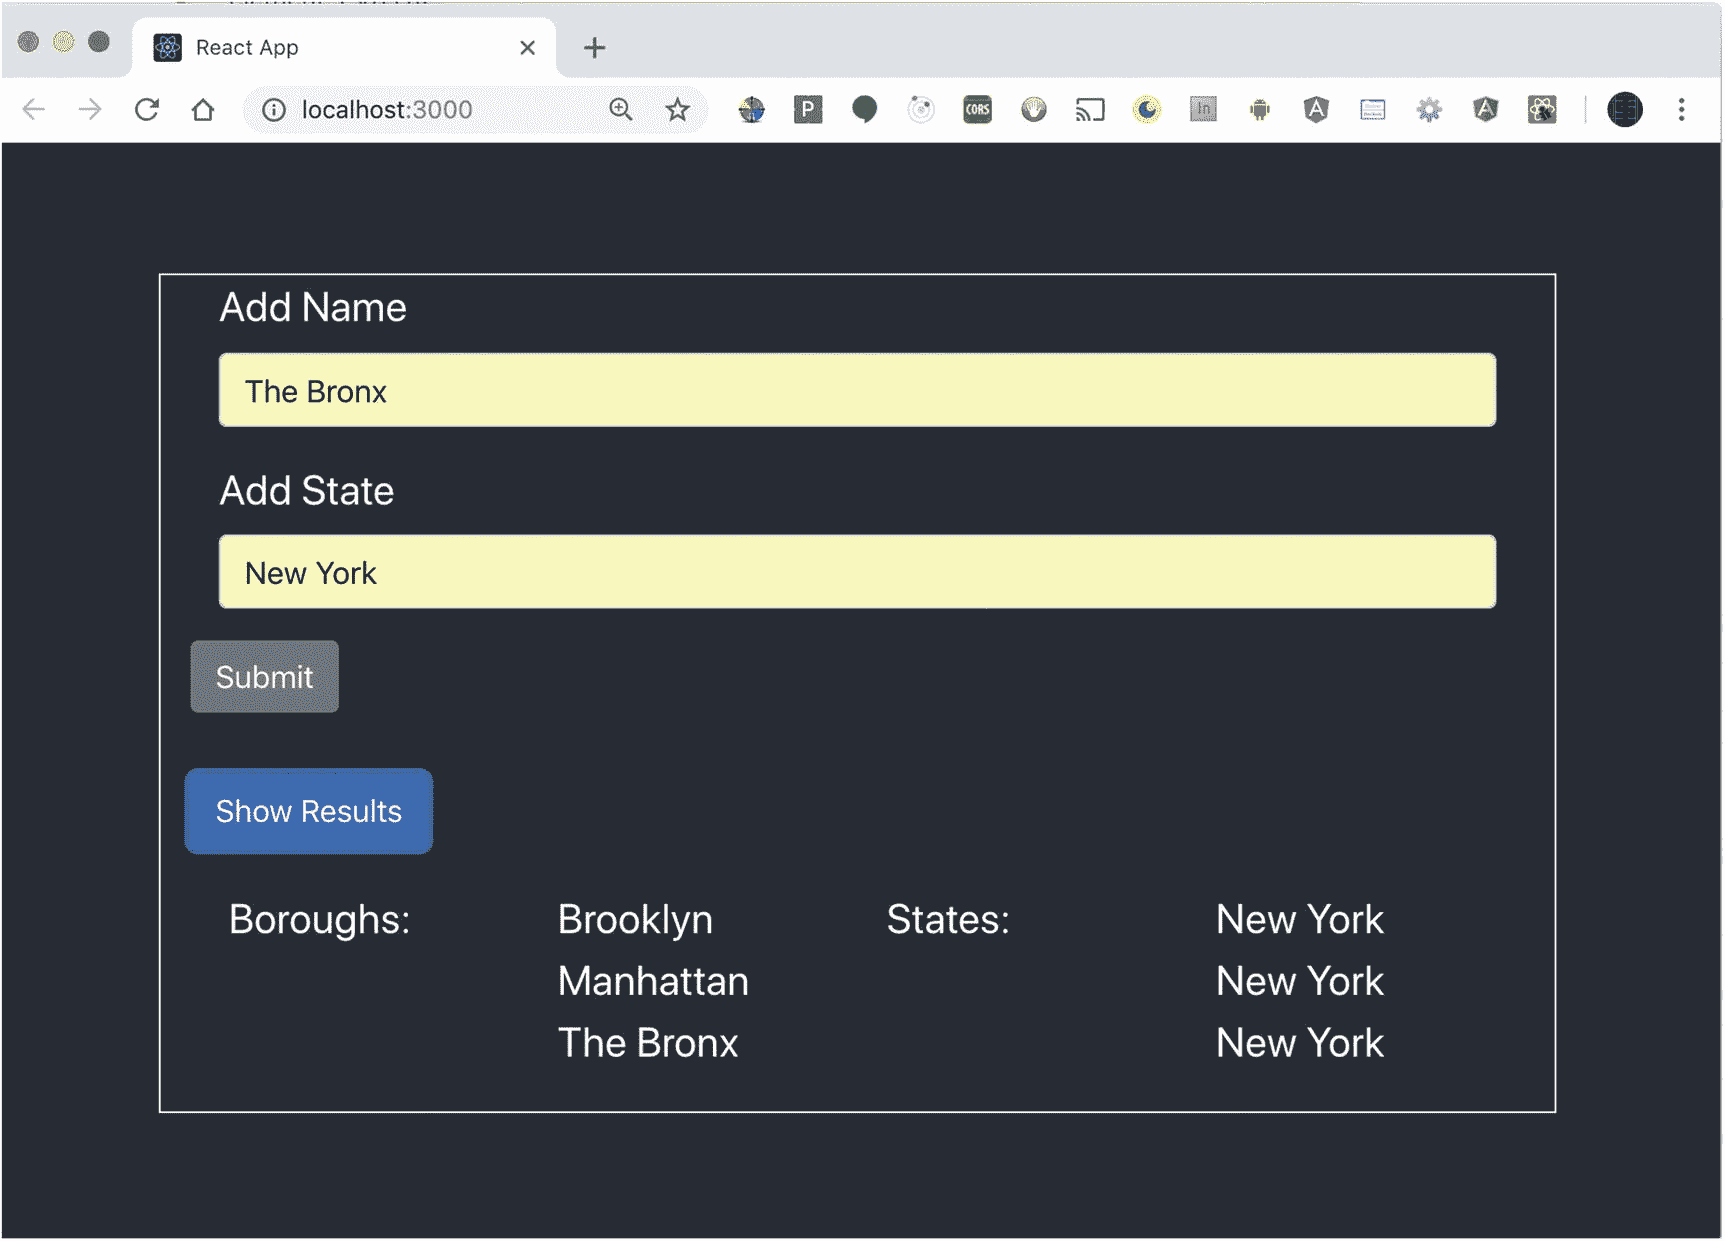 React App
localhost:3000
P
CORS
In
A
A
Add Name
The Bronx
Add State
New York
Submit
Show Results
Boroughs: Brooklyn States: New York
Manhattan New York
The Bronx New York